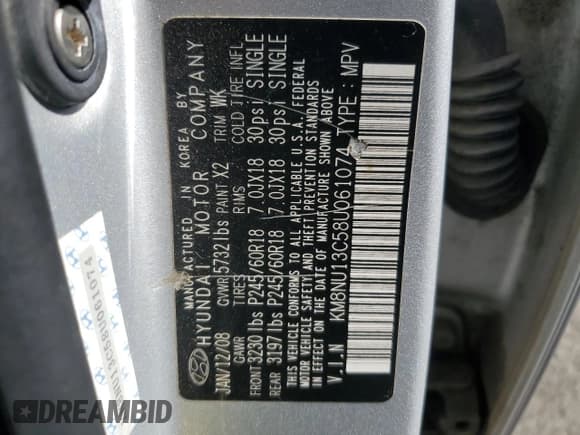 MANUFACTURED IN KOREA BY
HYUNDAI MOTOR COMPANY
JAN/12/08 GVWR 5732 lbs PAINT X2 TRIM WK
GAWR TIRES RIMS COLD TIRE INFL
FRONT 3230 lbs P245/60R18 7.0JX18 30psi SINGLE
REAR 3197 lbs P245/60R18 7.0JX18 30psi SINGLE
THIS VEHICLE CONFORMS TO ALL APPLICABLE U.S.A. FEDERAL
MOTOR VEHICLE SAFETY, BUMPER, AND THEFT PREVENTION
STANDARDS IN EFFECT ON THE DATE OF MANUFACTURE SHOWN ABOVE.
V.I.N KM8NU13C58U061074 TYPE : MPV
C58U061074
DREAMBID